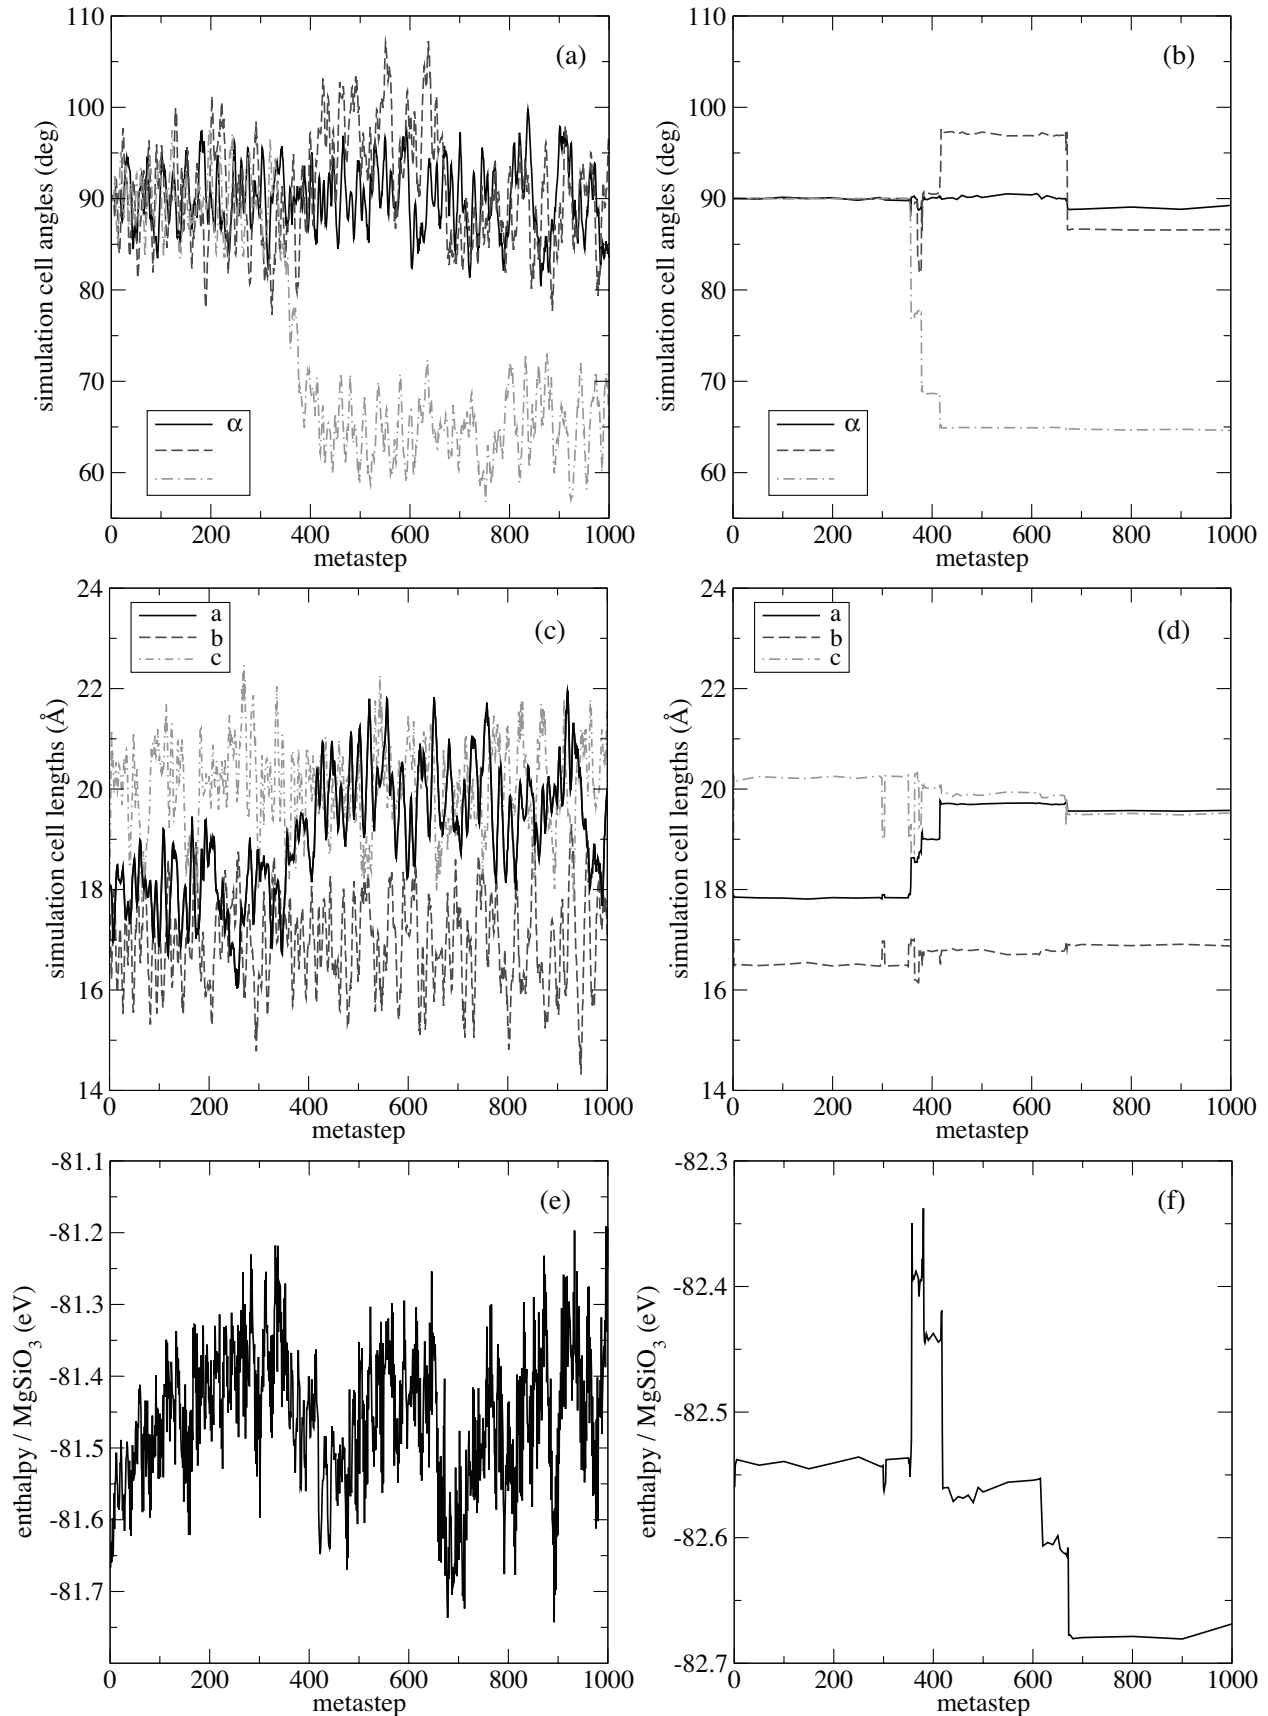 110
100
90
80
70
60
0
200
400
600
800
1000
simulation cell angles (deg)
metastep
(a)
α
110
100
90
80
70
60
0
200
400
600
800
1000
simulation cell angles (deg)
metastep
(b)
α
24
22
20
18
16
14
0
200
400
600
800
1000
simulation cell lengths (Å)
metastep
(c)
a
b
c
24
22
20
18
16
14
0
200
400
600
800
1000
simulation cell lengths (Å)
metastep
(d)
a
b
c
-81.1
-81.2
-81.3
-81.4
-81.5
-81.6
-81.7
0
200
400
600
800
1000
enthalpy / MgSiO3 (eV)
metastep
(e)
-82.3
-82.4
-82.5
-82.6
-82.7
0
200
400
600
800
1000
enthalpy / MgSiO3 (eV)
metastep
(f)